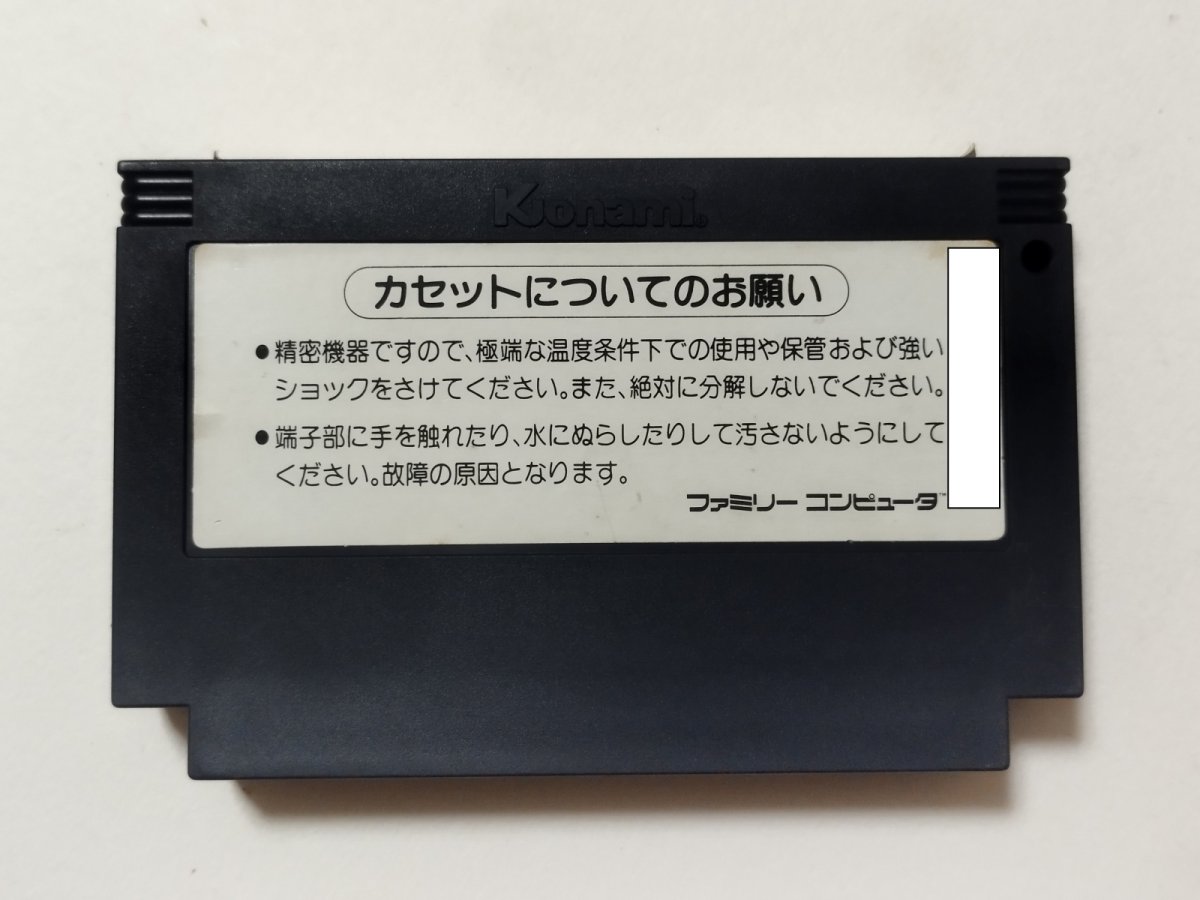 Konami®
カセットについてのお願い
●精密機器ですので、極端な温度条件下での使用や保管および強い
ショックをさけてください。また、絶対に分解しないでください。
●端子部に手を触れたり、水にぬらしたりして汚さないようにして
ください。故障の原因となります。
ファミリー コンピュータ™